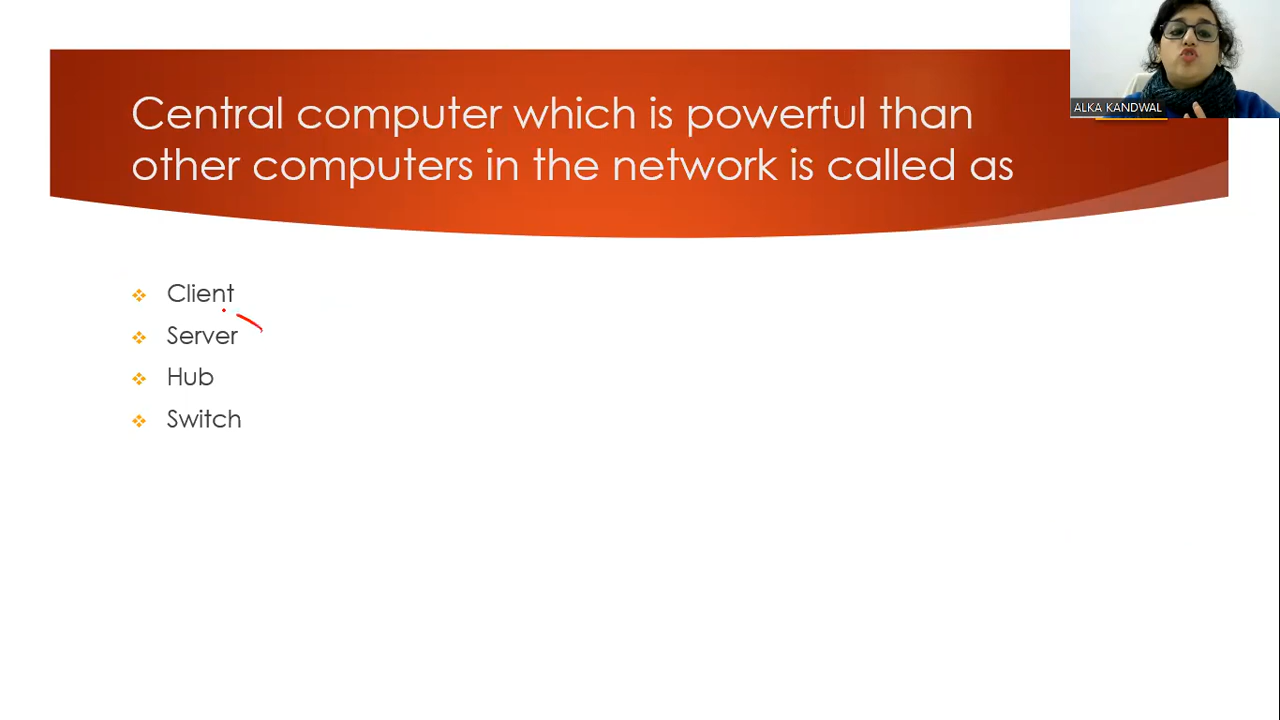 Central computer which is powerful than
other computers in the network is called as
ALKA KANDWAL
Client
Server
Hub
Switch